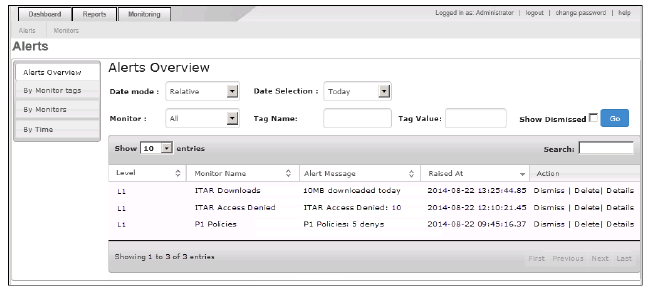 Dashboard Reports Monitoring Logged in as: Administrator | logout | change password | help
Alerts Monitors
Alerts
Alerts Overview
By Monitor tags
By Monitors
By Time
Alerts Overview
Date mode : Relative Date Selection : Today
Monitor : All Tag Name: Tag Value: Show Dismissed Go
Show 10 entries Search:
Level Monitor Name Alert Message Raised At Action
L1 ITAR Downloads 10MB downloaded today 2014-08-22 13:25:44.85 Dismiss | Delete| Details
L1 ITAR Access Denied ITAR Access Denied: 10 2014-08-22 12:10:21.45 Dismiss | Delete| Details
L1 P1 Policies P1 Policies: 5 denys 2014-08-22 09:45:16.37 Dismiss | Delete| Details
Showing 1 to 3 of 3 entries First Previous Next Last